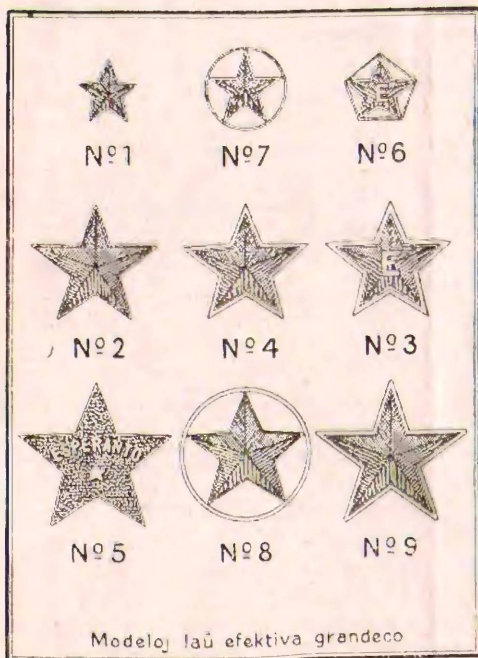 Nº1 Nº7 Nº6
E
Nº2 Nº4 Nº3
E
ESPERANTO
Nº5 Nº8 Nº9
Modeloj laŭ efektiva grandeco